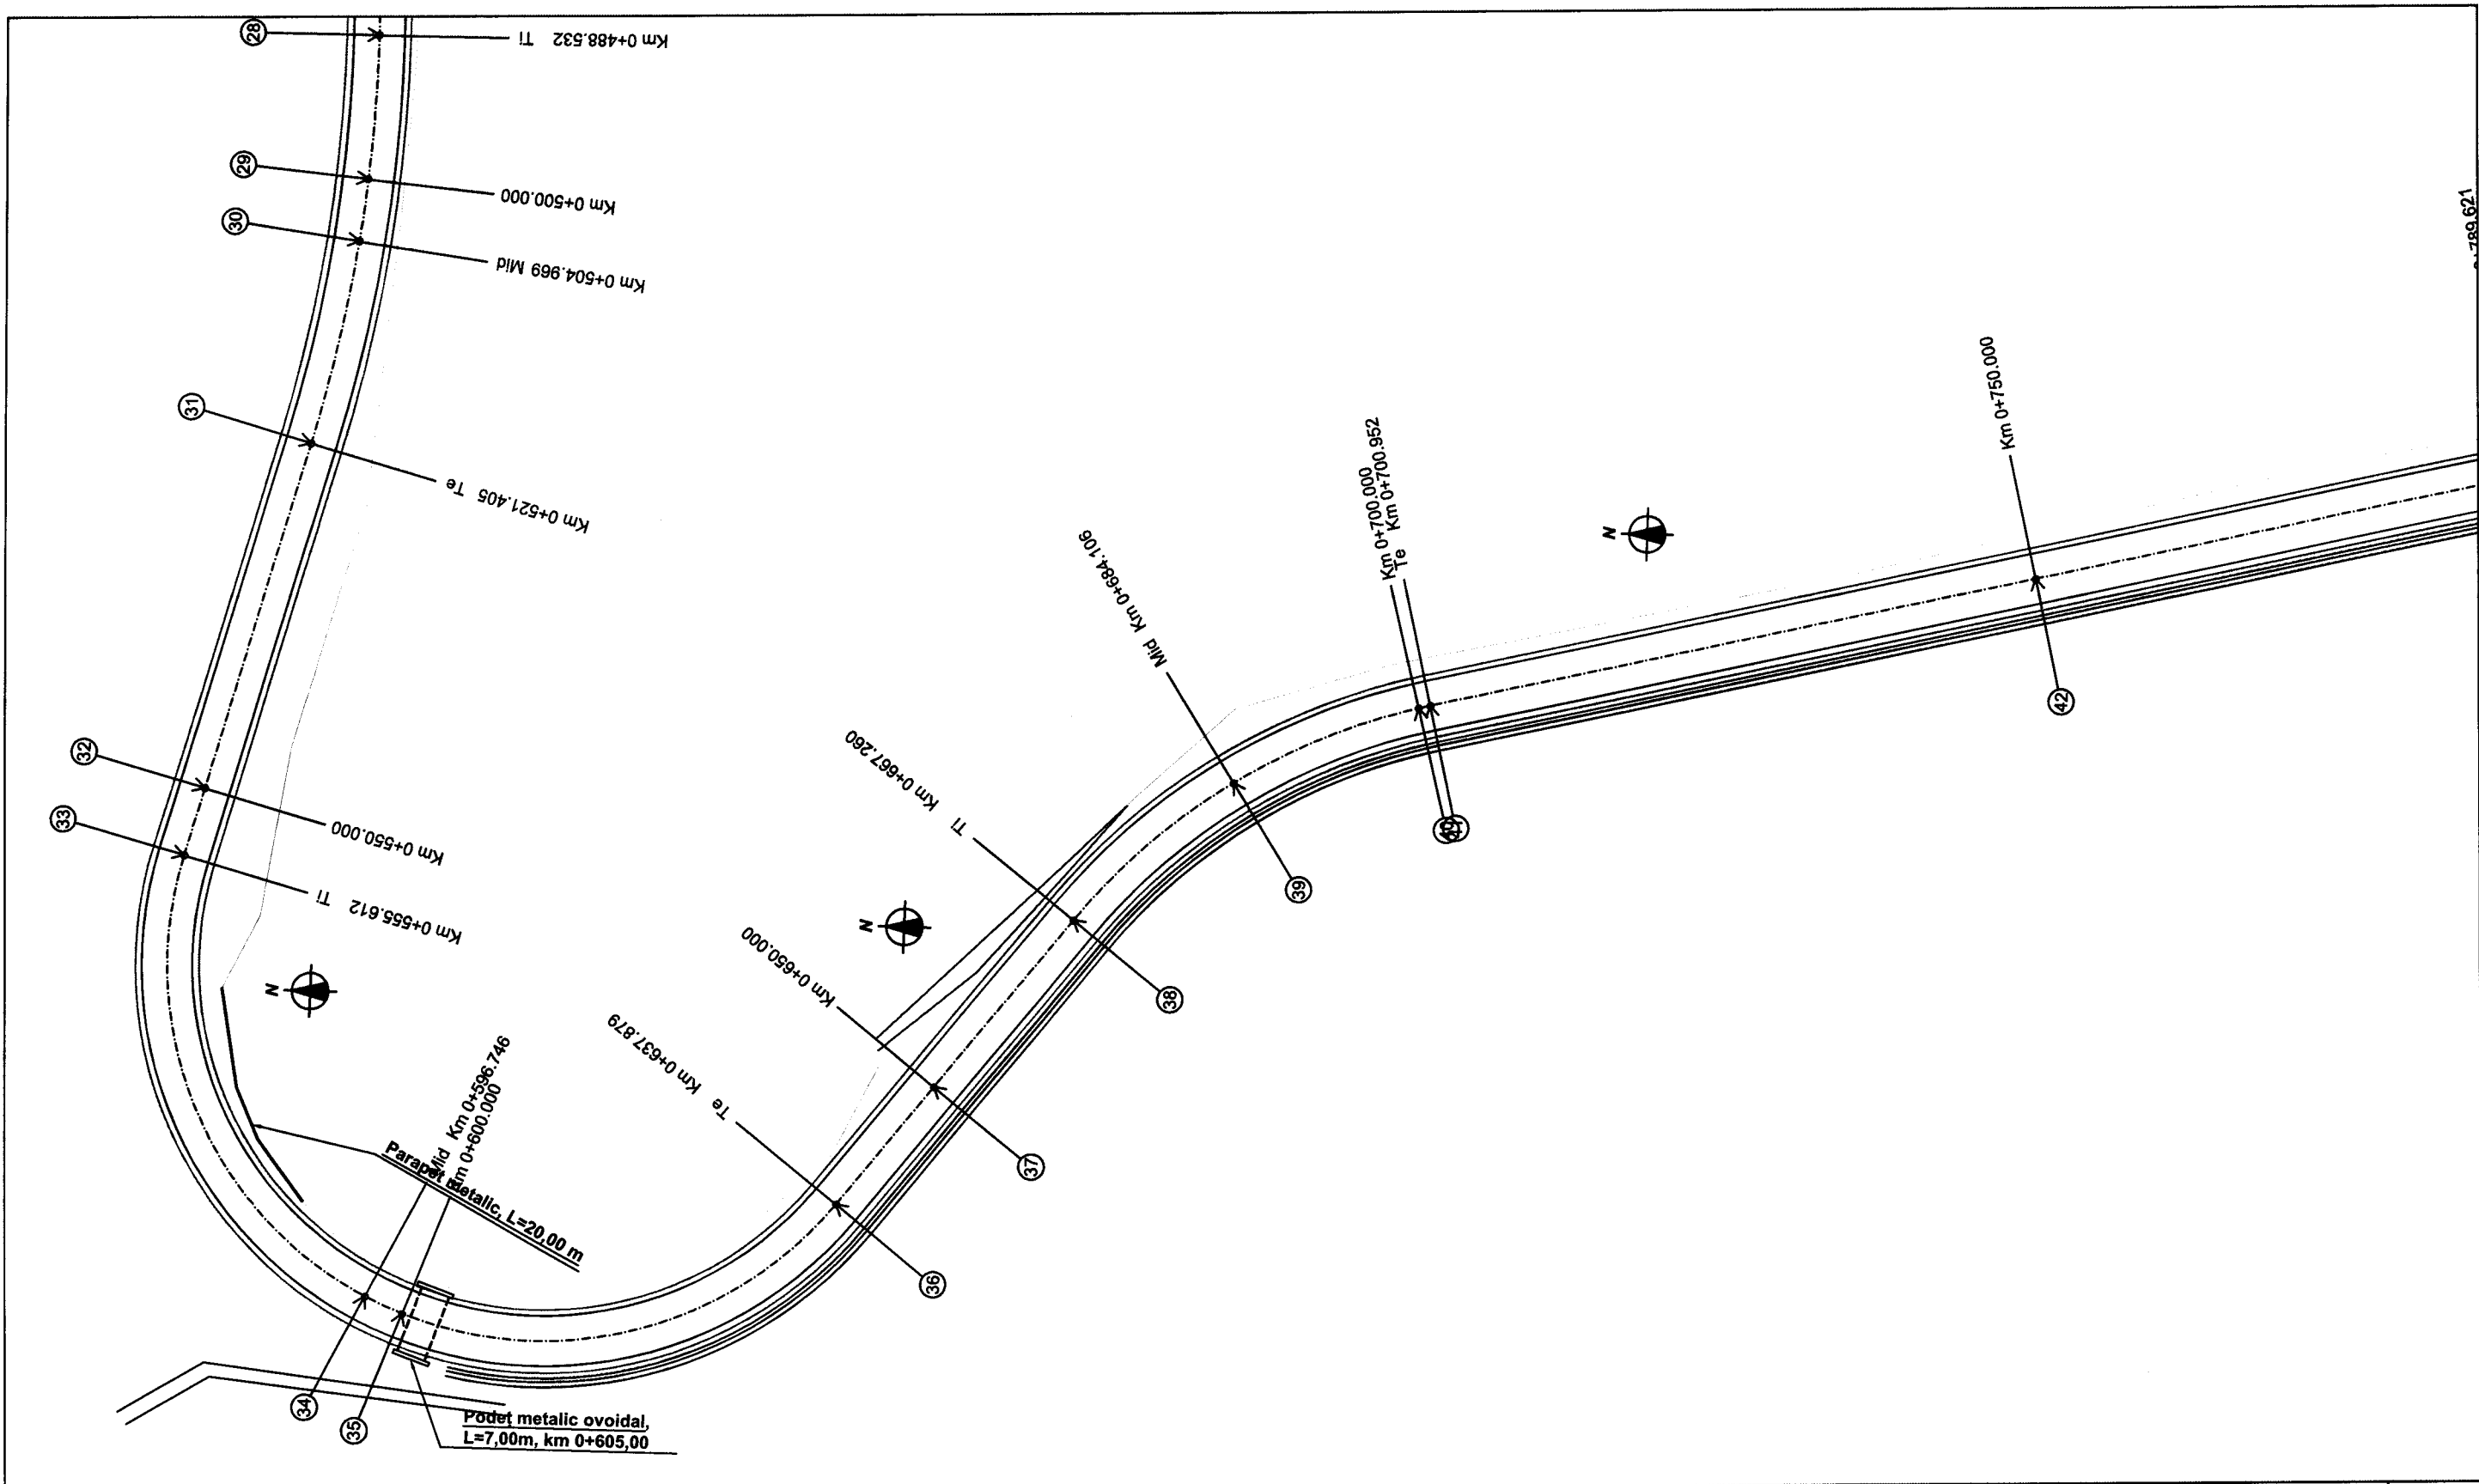 28
Km 0+488.532 Ti
29
Km 0+500.000
30
Km 0+504.969 Mid
31
Km 0+521.405 Te
32
Km 0+550.000
33
Km 0+555.612 Ti
N
Parapet metalic, L=20,00 m
Mid Km 0+596.746
Km 0+600.000
34
35
Podeț metalic ovoidal,
L=7,00m, km 0+605,00
Te Km 0+637.879
36
Km 0+650.000
37
N
Ti Km 0+667.260
38
Mid Km 0+684.106
39
Km 0+700.000
Te Km 0+700.952
N
Km 0+750.000
42
789.621